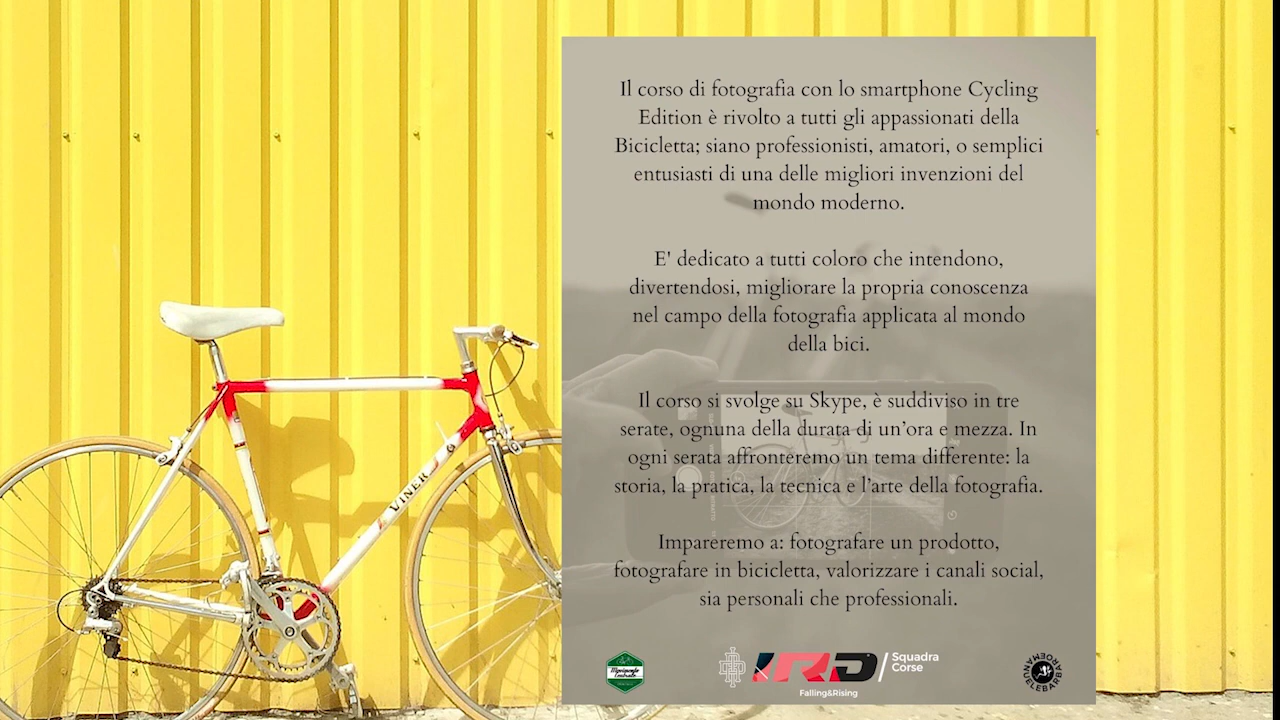 Il corso di fotografia con lo smartphone Cycling
Edition è rivolto a tutti gli appassionati della
Bicicletta; siano professionisti, amatori, o semplici
entusiasti di una delle migliori invenzioni del
mondo moderno.
E' dedicato a tutti coloro che intendono,
divertendosi, migliorare la propria conoscenza
nel campo della fotografia applicata al mondo
della bici.
Il corso si svolge su Skype, è suddiviso in tre
serate, ognuna della durata di un’ora e mezza. In
ogni serata affronteremo un tema differente: la
storia, la pratica, la tecnica e l’arte della fotografia.
Impareremo a: fotografare un prodotto,
fotografare in bicicletta, valorizzare i canali social,
sia personali che professionali.
VINER
Movimento
Centrale
IRD
Squadra
Corse
Falling&Rising
EMANUELEBARBARO